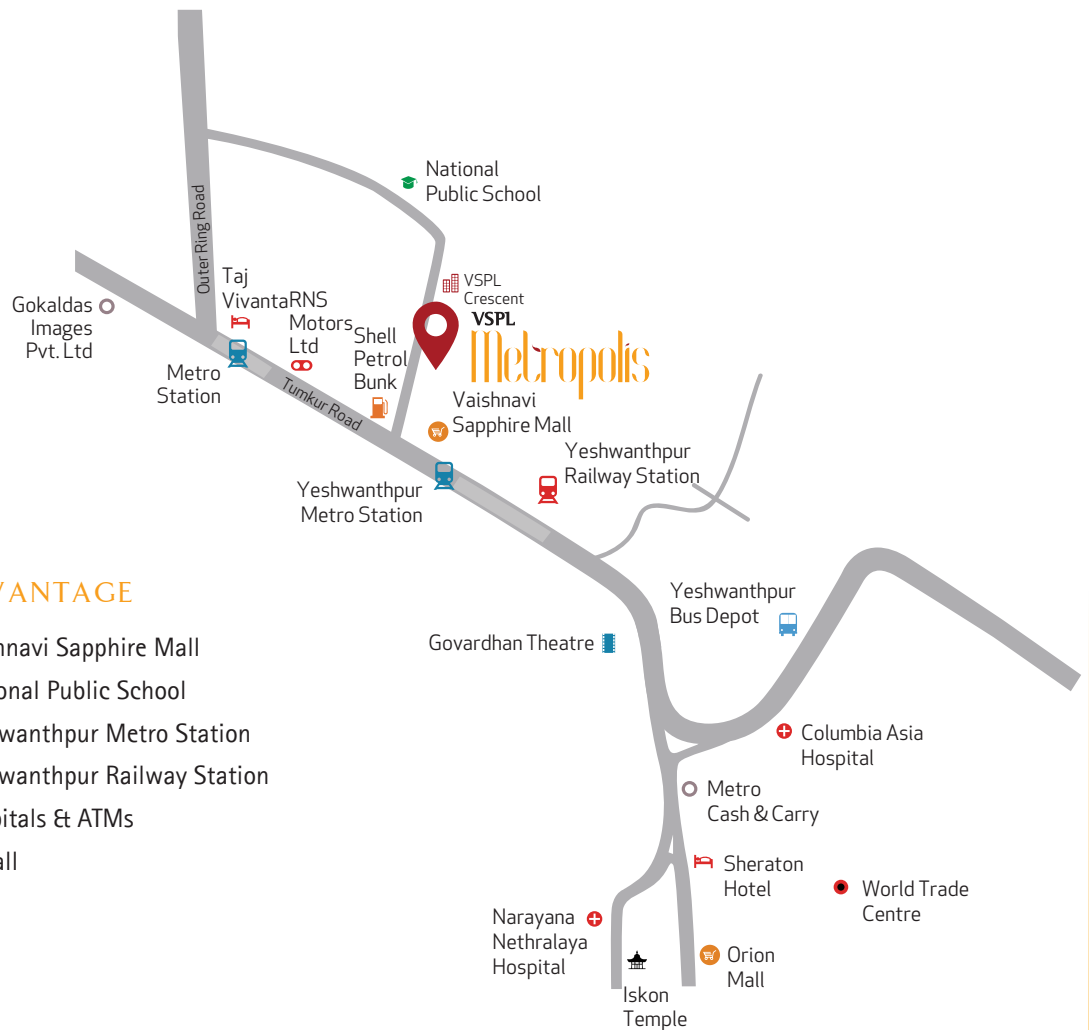 National
Public School
Outer Ring Road
Taj
Vivanta
RNS
Motors
Ltd
VSPL
Crescent
VSPL
Metropolis
Gokaldas
Images
Pvt. Ltd
Shell
Petrol
Bunk
Metro
Station
Tumkur Road
Vaishnavi
Sapphire Mall
Yeshwanthpur
Railway Station
Yeshwanthpur
Metro Station
VANTAGE
Yeshwanthpur
Bus Depot
Govardhan Theatre
hnavi Sapphire Mall
onal Public School
wanthpur Metro Station
wanthpur Railway Station
pitals & ATMs
all
Columbia Asia
Hospital
Metro
Cash & Carry
Sheraton
Hotel
World Trade
Centre
Narayana
Nethralaya
Hospital
Orion
Mall
Iskon
Temple